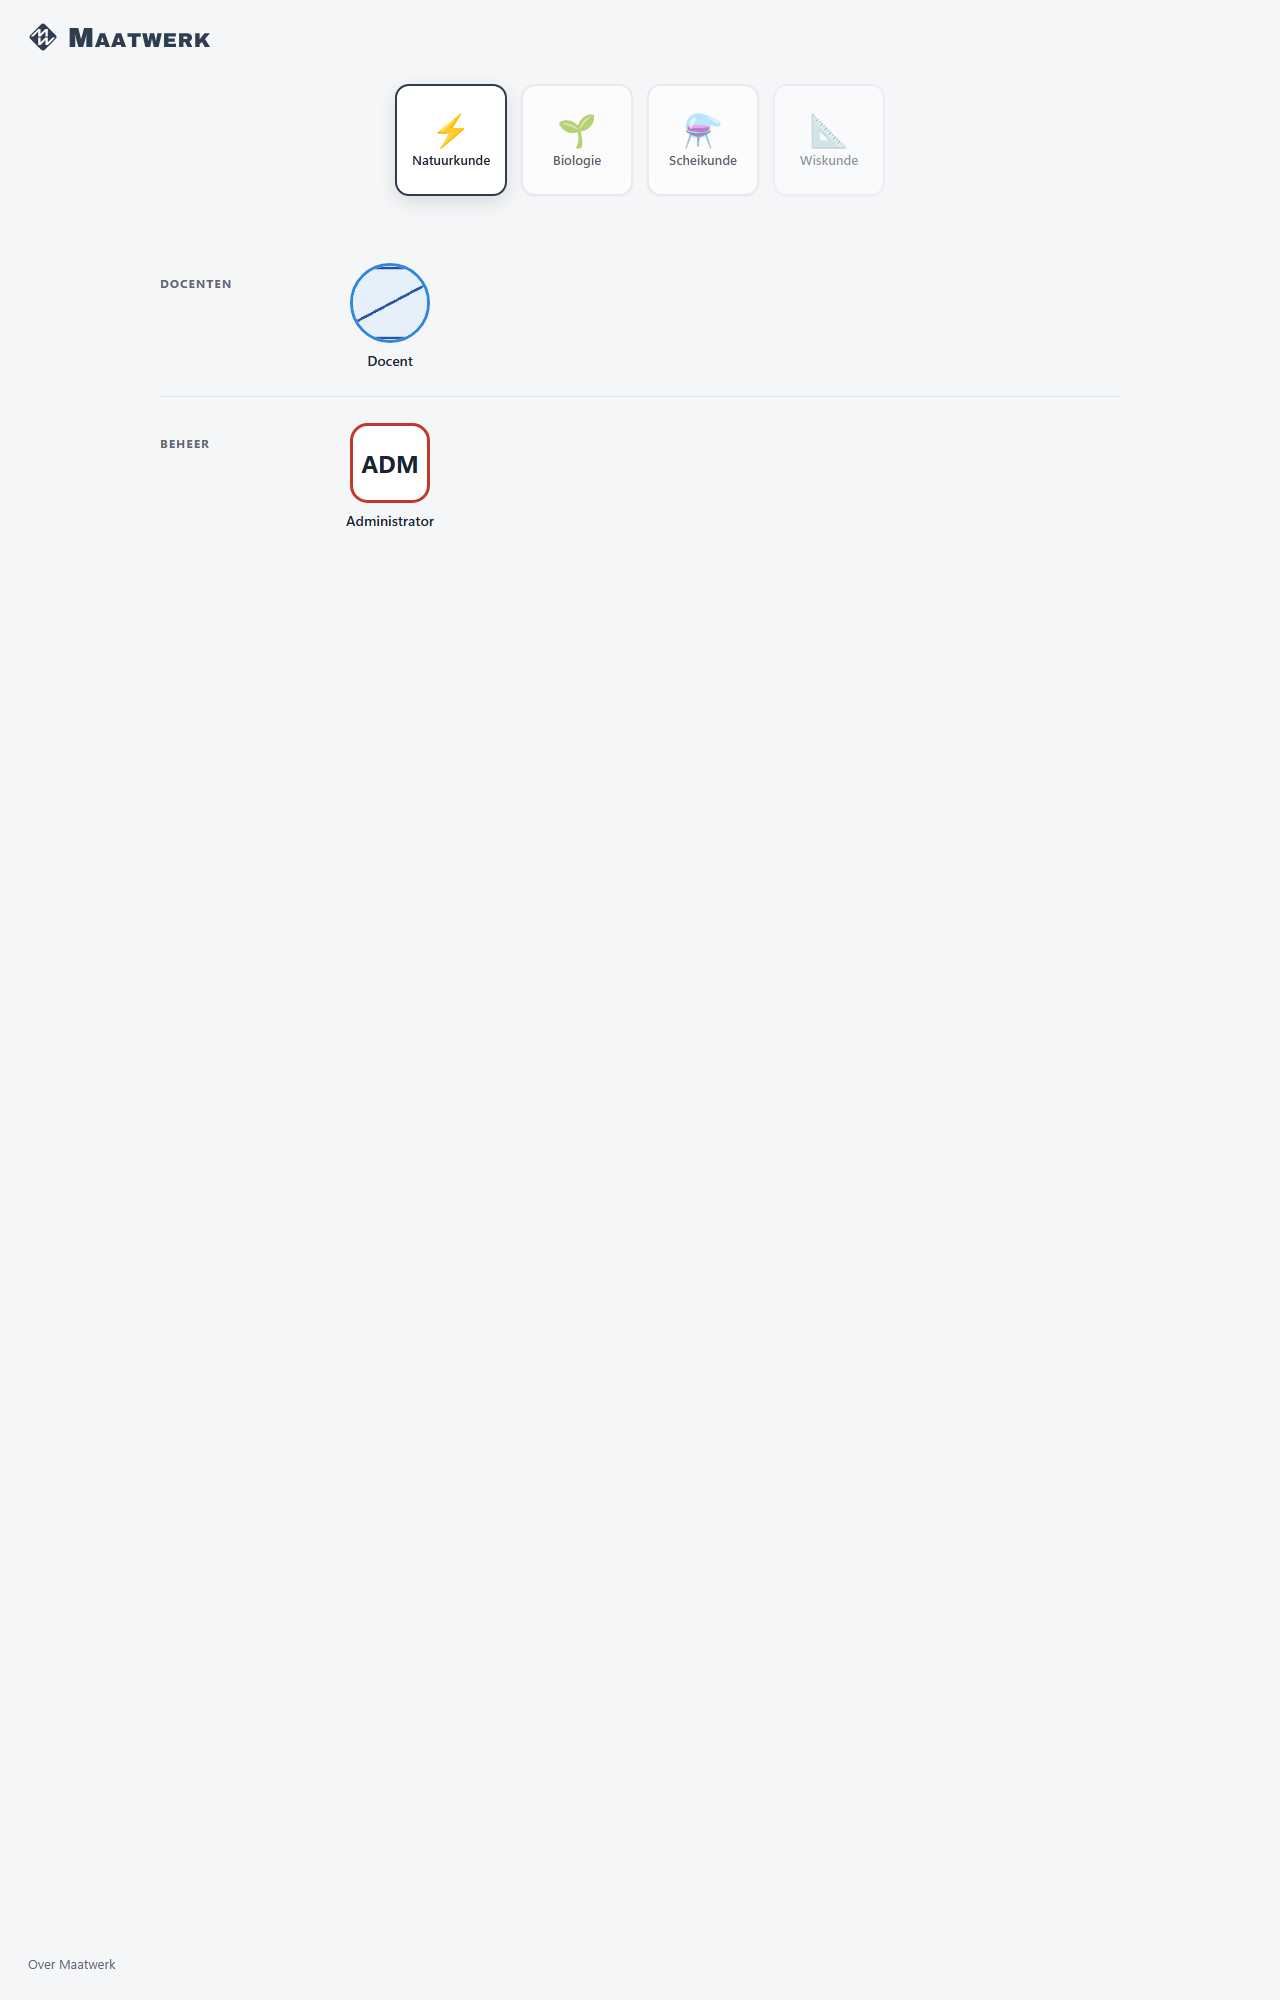 Maatwerk
Natuurkunde
Biologie
Scheikunde
Wiskunde
DOCENTEN
Docent
BEHEER
ADM
Administrator
Over Maatwerk